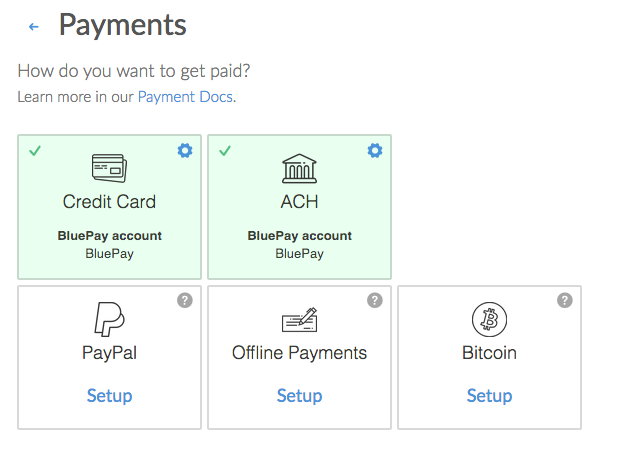 Payments
How do you want to get paid?
Learn more in our Payment Docs.
Credit Card
BluePay account
BluePay
ACH
BluePay account
BluePay
?
PayPal
Setup
?
Offline Payments
Setup
?
Bitcoin
Setup